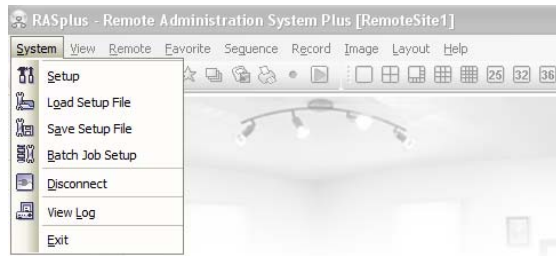 RASplus - Remote Administration System Plus [RemoteSite1]
System View Remote Favorite Sequence Record Image Layout Help
25 32 36
Setup
Load Setup File
Save Setup File
Batch Job Setup
Disconnect
View Log
Exit